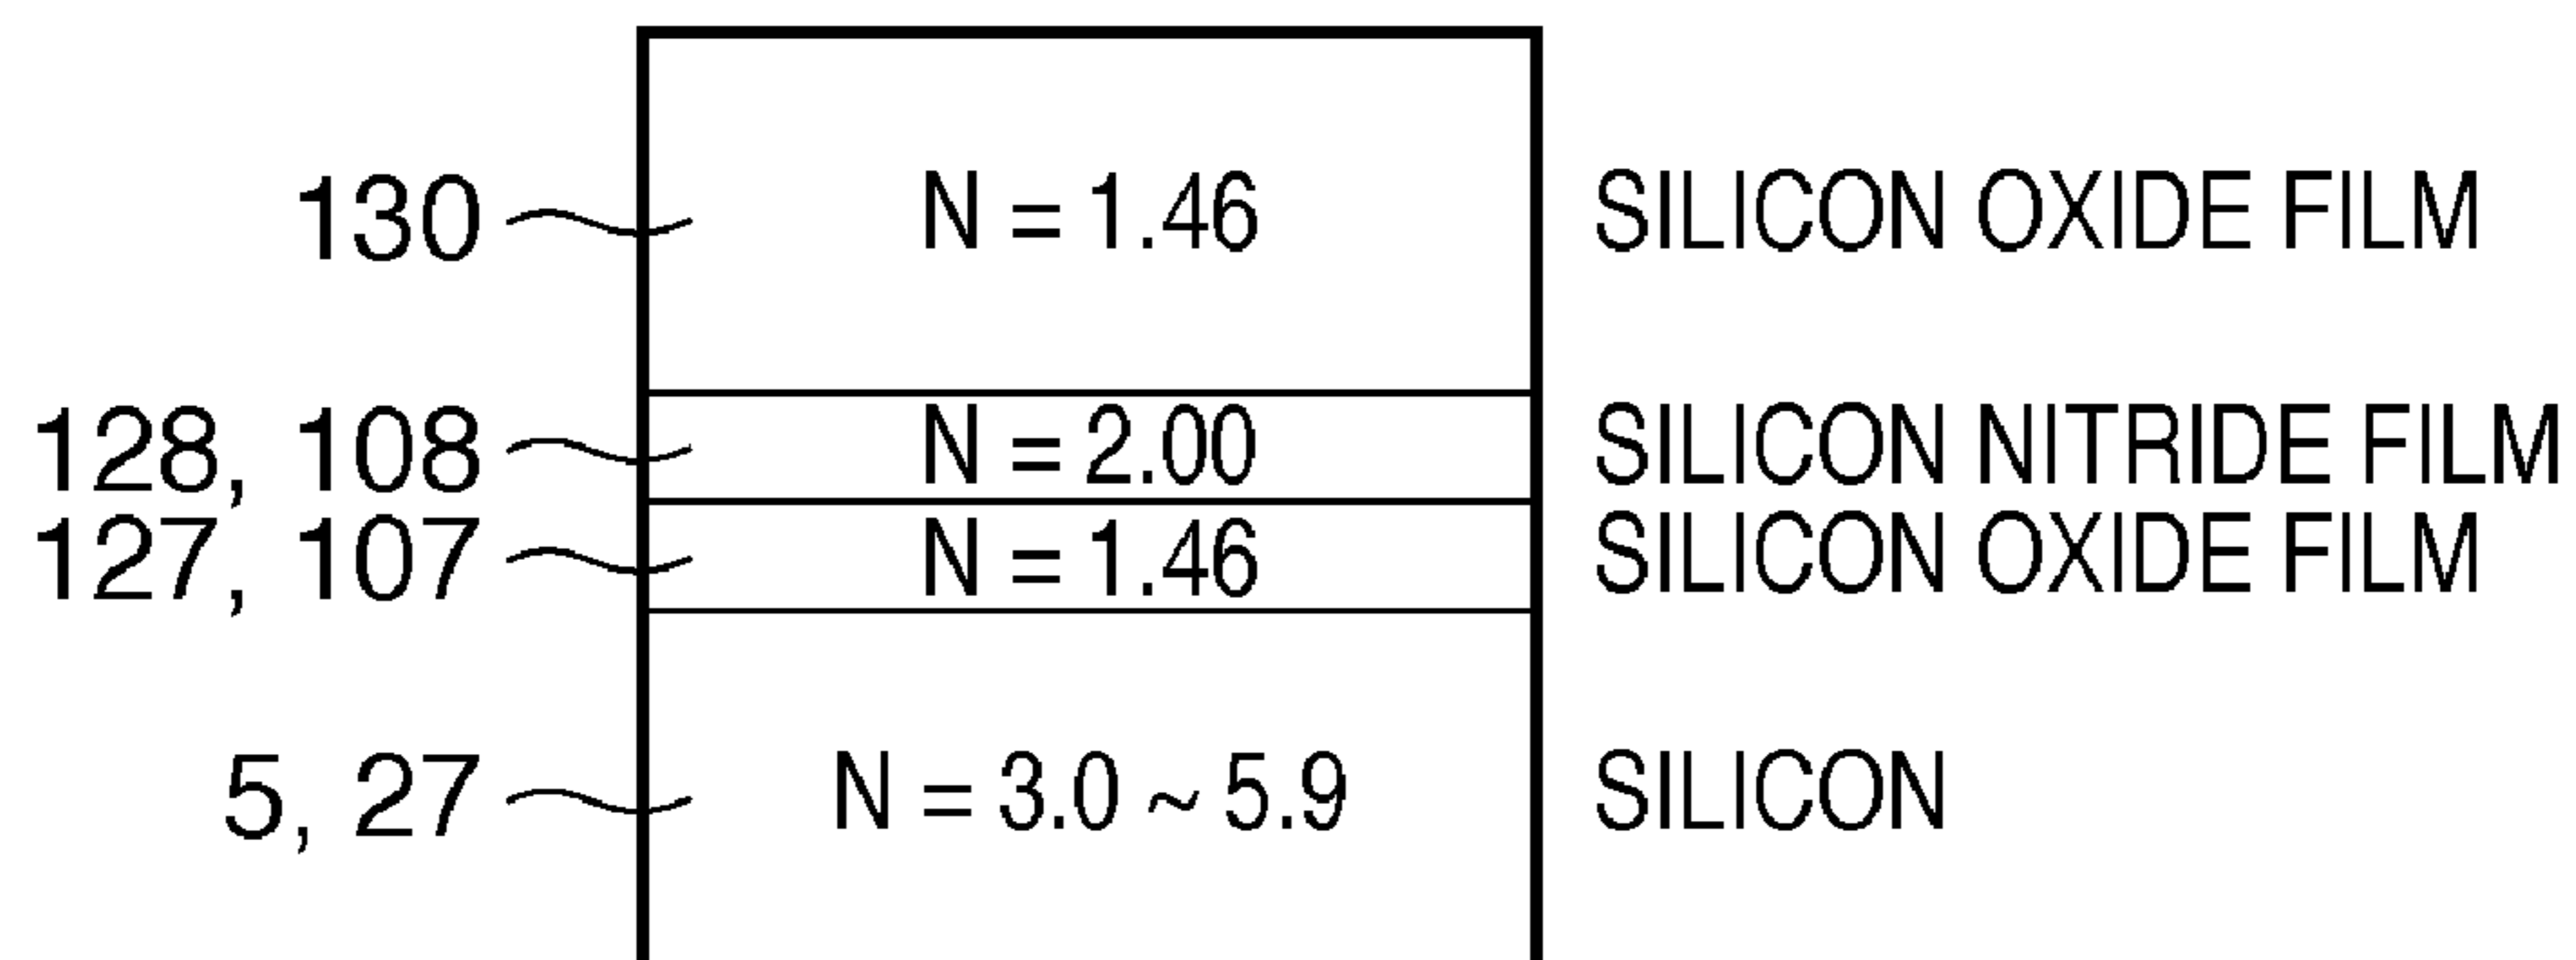 130 N = 1.46 SILICON OXIDE FILM
128, 108 N = 2.00 SILICON NITRIDE FILM
127, 107 N = 1.46 SILICON OXIDE FILM
5, 27 N = 3.0 ~ 5.9 SILICON